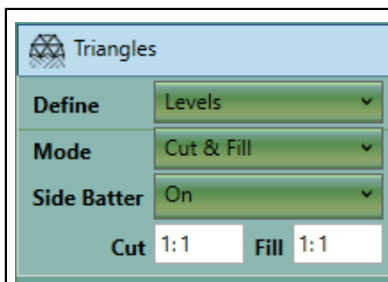 Triangles
Define Levels
Mode Cut & Fill
Side Batter On
Cut 1:1 Fill 1:1